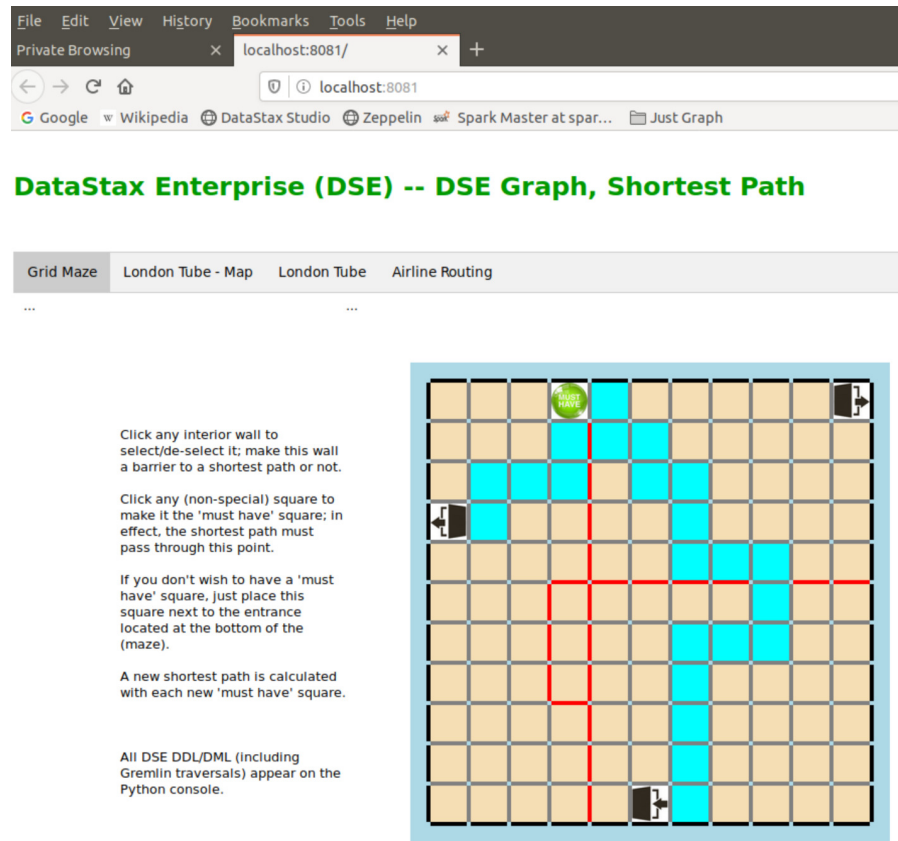 File Edit View History Bookmarks Tools Help
Private Browsing × localhost:8081/ × +
localhost:8081
Google Wikipedia DataStax Studio Zeppelin Spark Master at spar... Just Graph
DataStax Enterprise (DSE) -- DSE Graph, Shortest Path
Grid Maze London Tube - Map London Tube Airline Routing
... ...
MUST
HAVE
Click any interior wall to
select/de-select it; make this wall
a barrier to a shortest path or not.
Click any (non-special) square to
make it the 'must have' square; in
effect, the shortest path must
pass through this point.
If you don't wish to have a 'must
have' square, just place this
square next to the entrance
located at the bottom of the
(maze).
A new shortest path is calculated
with each new 'must have' square.
All DSE DDL/DML (including
Gremlin traversals) appear on the
Python console.